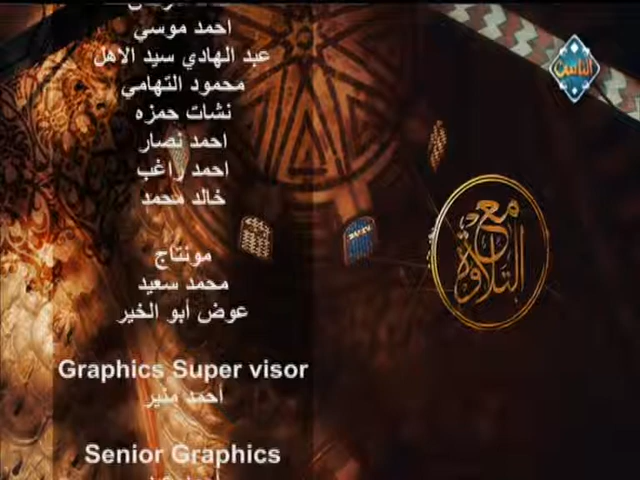 احمد موسي
عبد الهادي سيد الاهل
محمود التهامي
نشات حمزه
احمد نصار
احمد راغب
خالد محمد
مونتاج
محمد سعيد
عوض أبو الخير
Graphics Super visor
احمد منير
Senior Graphics
الناس
مع
التلاوة